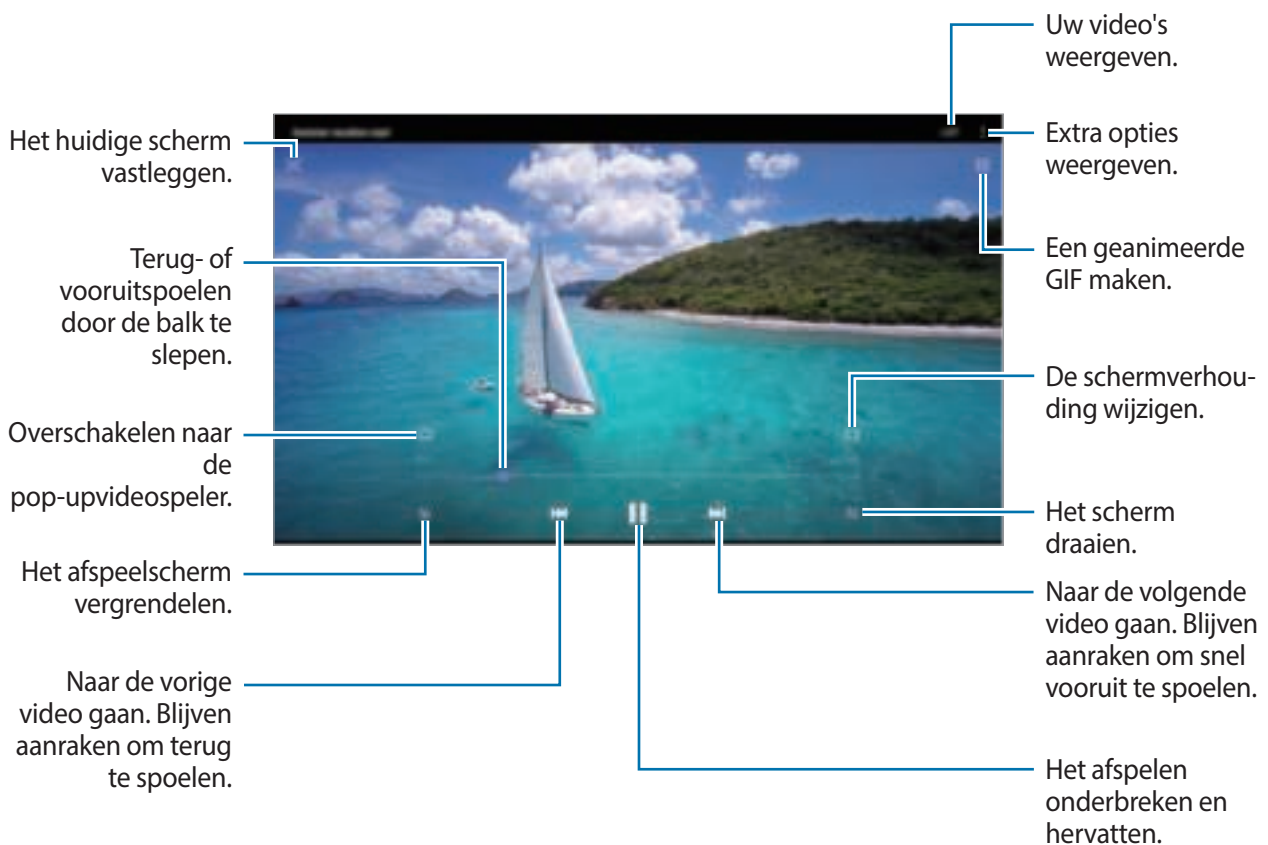 Uw video's
weergeven.
Het huidige scherm
vastleggen.
Extra opties
weergeven.
Terug- of
vooruitspoelen
door de balk te
slepen.
Een geanimeerde
GIF maken.
De schermverhou-
ding wijzigen.
Overschakelen naar
de
pop-upvideospeler.
Het scherm
draaien.
Het afspeelscherm
vergrendelen.
Naar de volgende
video gaan. Blijven
aanraken om snel
vooruit te spoelen.
Naar de vorige
video gaan. Blijven
aanraken om terug
te spoelen.
Het afspelen
onderbreken en
hervatten.